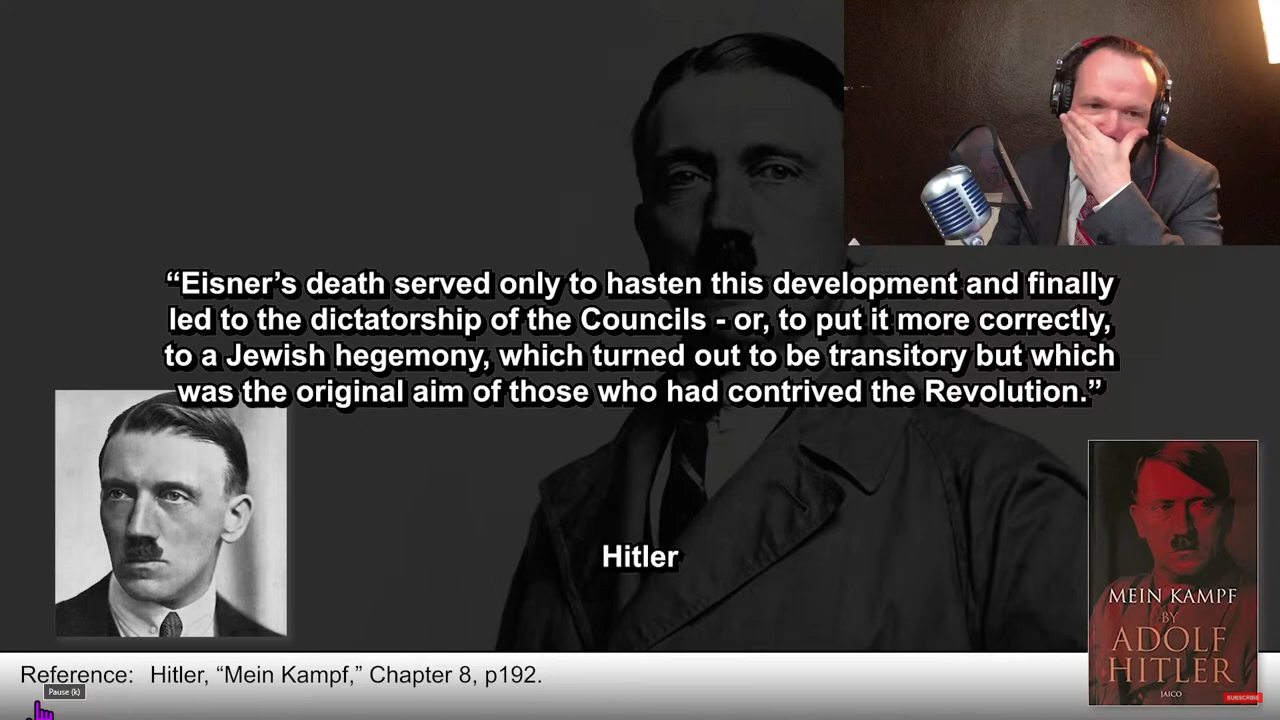 “Eisner’s death served only to hasten this development and finally
led to the dictatorship of the Councils - or, to put it more correctly,
to a Jewish hegemony, which turned out to be transitory but which
was the original aim of those who had contrived the Revolution.”
Hitler
MEIN KAMPF
BY
ADOLF
HITLER
JAICO
SUBSCRIBE
Reference: Hitler, “Mein Kampf,” Chapter 8, p192.
Pause (k)